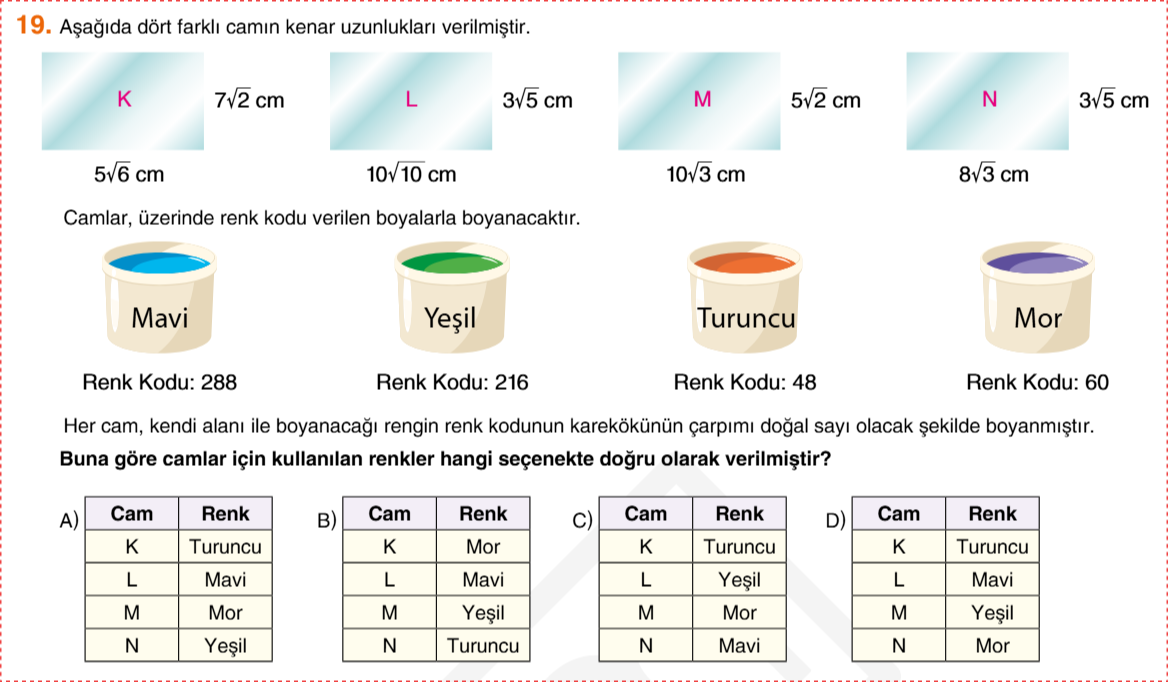 19. Aşağıda dört farklı camın kenar uzunlukları verilmiştir.
K 7√2 cm L 3√5 cm M 5√2 cm N 3√5 cm
5√6 cm 10√10 cm 10√3 cm 8√3 cm
Camlar, üzerinde renk kodu verilen boyalarla boyanacaktır.
Mavi Yeşil Turuncu Mor
Renk Kodu: 288 Renk Kodu: 216 Renk Kodu: 48 Renk Kodu: 60
Her cam, kendi alanı ile boyanacağı rengin renk kodunun karekökünün çarpımı doğal sayı olacak şekilde boyanmıştır.
Buna göre camlar için kullanılan renkler hangi seçenekte doğru olarak verilmiştir?
A) Cam Renk
K Turuncu
L Mavi
M Mor
N Yeşil
B) Cam Renk
K Mor
L Mavi
M Yeşil
N Turuncu
C) Cam Renk
K Turuncu
L Yeşil
M Mor
N Mavi
D) Cam Renk
K Turuncu
L Mavi
M Yeşil
N Mor